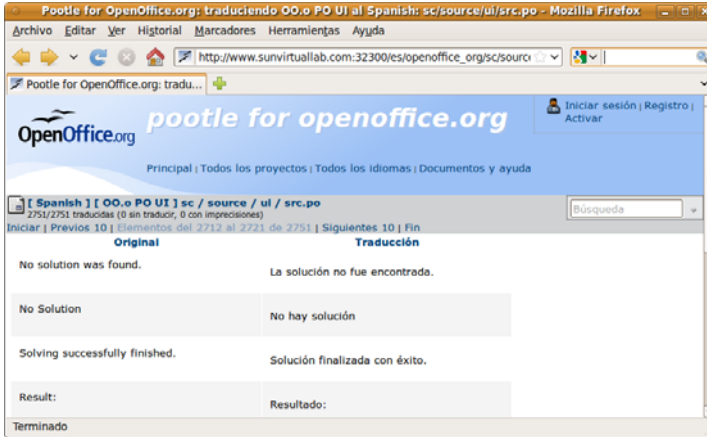 Pootle for OpenOffice.org: traduciendo OO.o PO UI al Spanish: sc/source/ui/src.po - Mozilla Firefox
Archivo Editar Ver Historial Marcadores Herramientas Ayuda
http://www.sunvirtuallab.com:32300/es/openoffice_org/sc/sourc
Pootle for OpenOffice.org: tradu...
OpenOffice.org
pootle for openoffice.org
Iniciar sesión | Registro |
Activar
Principal | Todos los proyectos | Todos los idiomas | Documentos y ayuda
[ Spanish ] [ OO.o PO UI ] sc / source / ui / src.po
2751/2751 traducidas (0 sin traducir, 0 con imprecisiones)
Búsqueda
Iniciar | Previos 10 | Elementos del 2712 al 2721 de 2751 | Siguientes 10 | Fin
Original Traducción
No solution was found. La solución no fue encontrada.
No Solution No hay solución
Solving successfully finished. Solución finalizada con éxito.
Result: Resultado:
Terminado